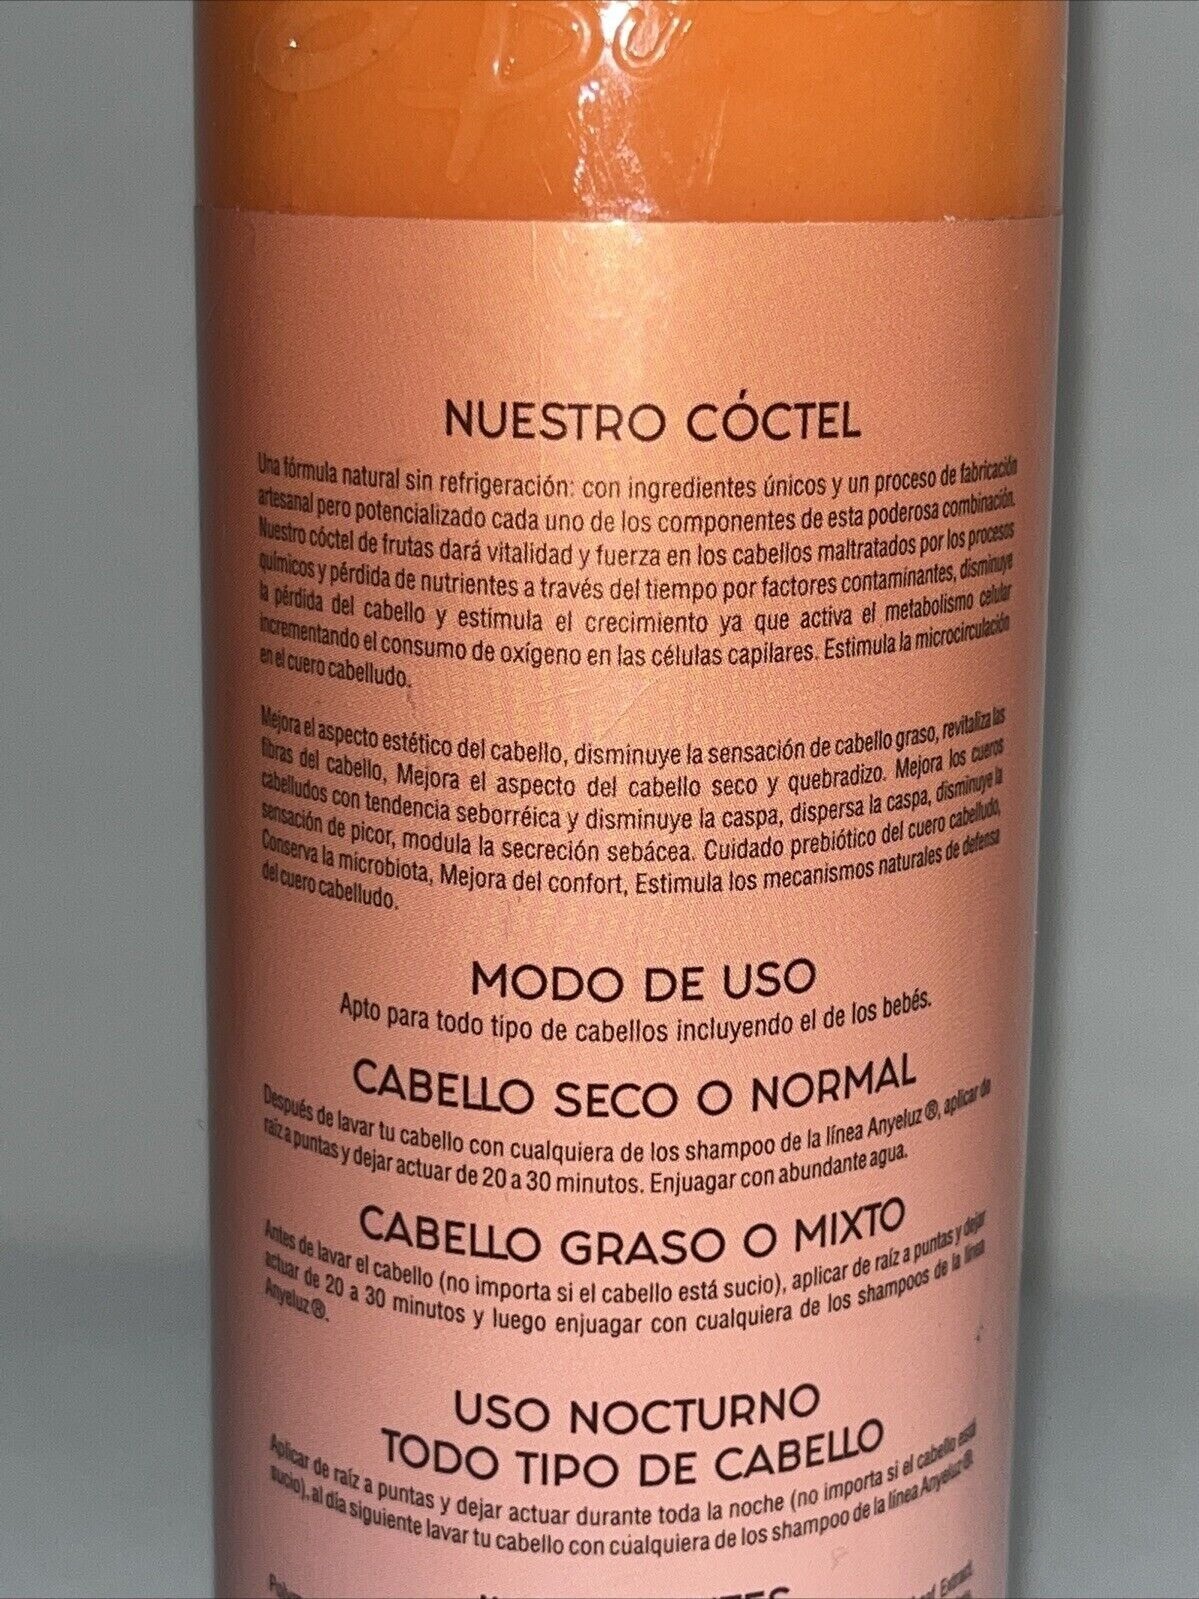 NUESTRO CÓCTEL
Una fórmula natural sin refrigeración: con ingredientes únicos y un proceso de fabricación
artesanal pero potencializado cada uno de los componentes de esta poderosa combinación.
Nuestro cóctel de frutas dará vitalidad y fuerza en los cabellos maltratados por los procesos
químicos y pérdida de nutrientes a través del tiempo por factores contaminantes, disminuye
la pérdida del cabello y estimula el crecimiento ya que activa el metabolismo celular
incrementando el consumo de oxígeno en las células capilares. Estimula la microcirculación
en el cuero cabelludo.
Mejora el aspecto estético del cabello, disminuye la sensación de cabello graso, revitaliza las
fibras del cabello, Mejora el aspecto del cabello seco y quebradizo. Mejora los cueros
cabelludos con tendencia seborréica y disminuye la caspa, dispersa la caspa, disminuye la
sensación de picor, modula la secreción sebácea. Cuidado prebiótico del cuero cabelludo,
Conserva la microbiota, Mejora del confort, Estimula los mecanismos naturales de defensa
del cuero cabelludo.
MODO DE USO
Apto para todo tipo de cabellos incluyendo el de los bebés.
CABELLO SECO O NORMAL
Después de lavar tu cabello con cualquiera de los shampoo de la línea Anyeluz ®, aplicar de
raíz a puntas y dejar actuar de 20 a 30 minutos. Enjuagar con abundante agua.
CABELLO GRASO O MIXTO
Antes de lavar el cabello (no importa si el cabello está sucio), aplicar de raíz a puntas y dejar
actuar de 20 a 30 minutos y luego enjuagar con cualquiera de los shampoos de la línea
Anyeluz ®.
USO NOCTURNO
TODO TIPO DE CABELLO
Aplicar de raíz a puntas y dejar actuar durante toda la noche (no importa si el cabello está
sucio), al día siguiente lavar tu cabello con cualquiera de los shampoo de la línea Anyeluz ®